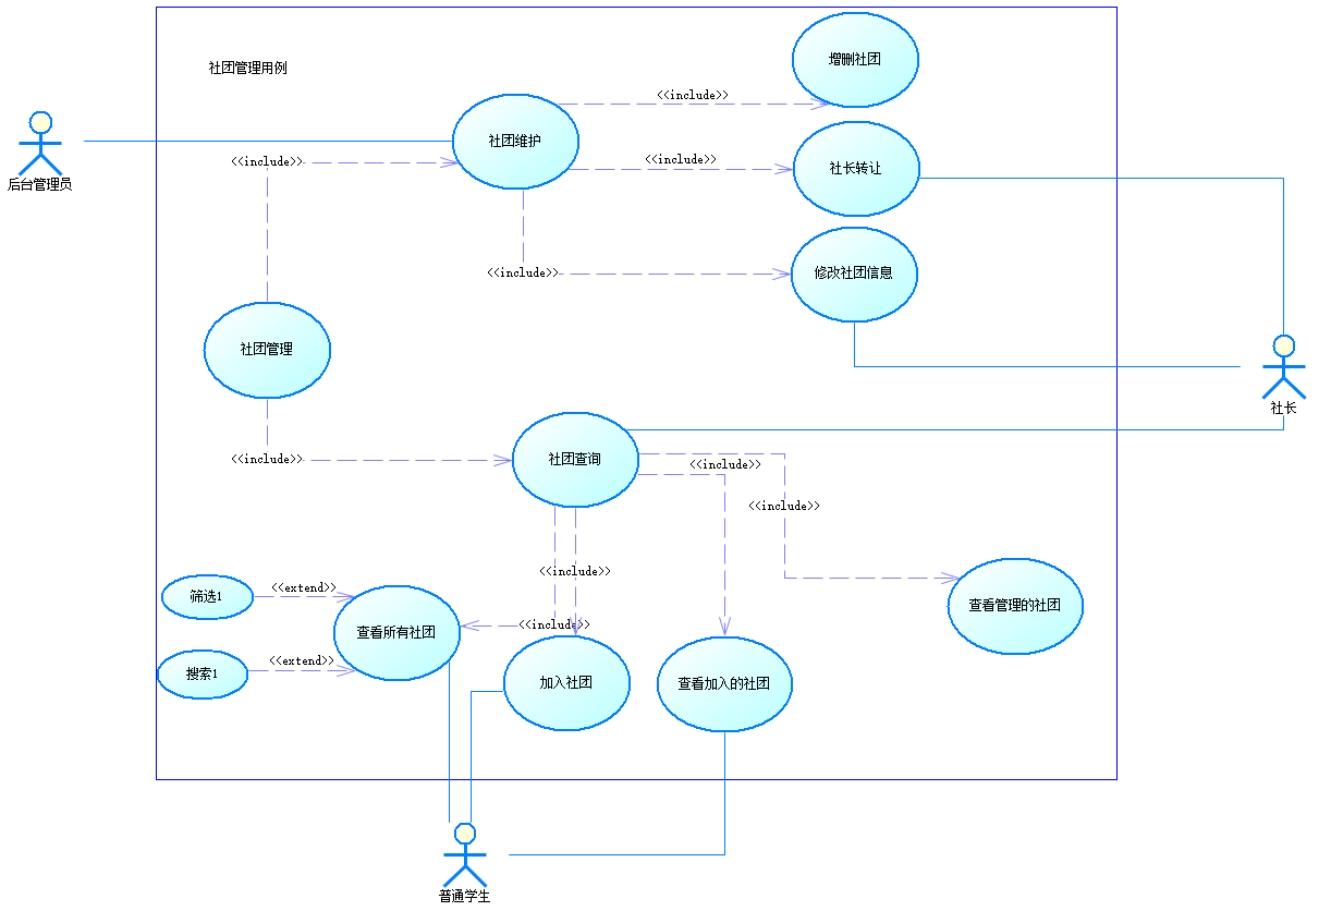 增删社团
社团管理用例
<<include>>
社团维护
<<include>>
<<include>>
社长转让
后台管理员
<<include>>
修改社团信息
社团管理
社长
<<include>>
社团查询
<<include>>
<<include>>
<<include>>
筛选1
<<extend>>
查看管理的社团
<<include>>
查看所有社团
搜索1
<<extend>>
加入社团
查看加入的社团
普通学生